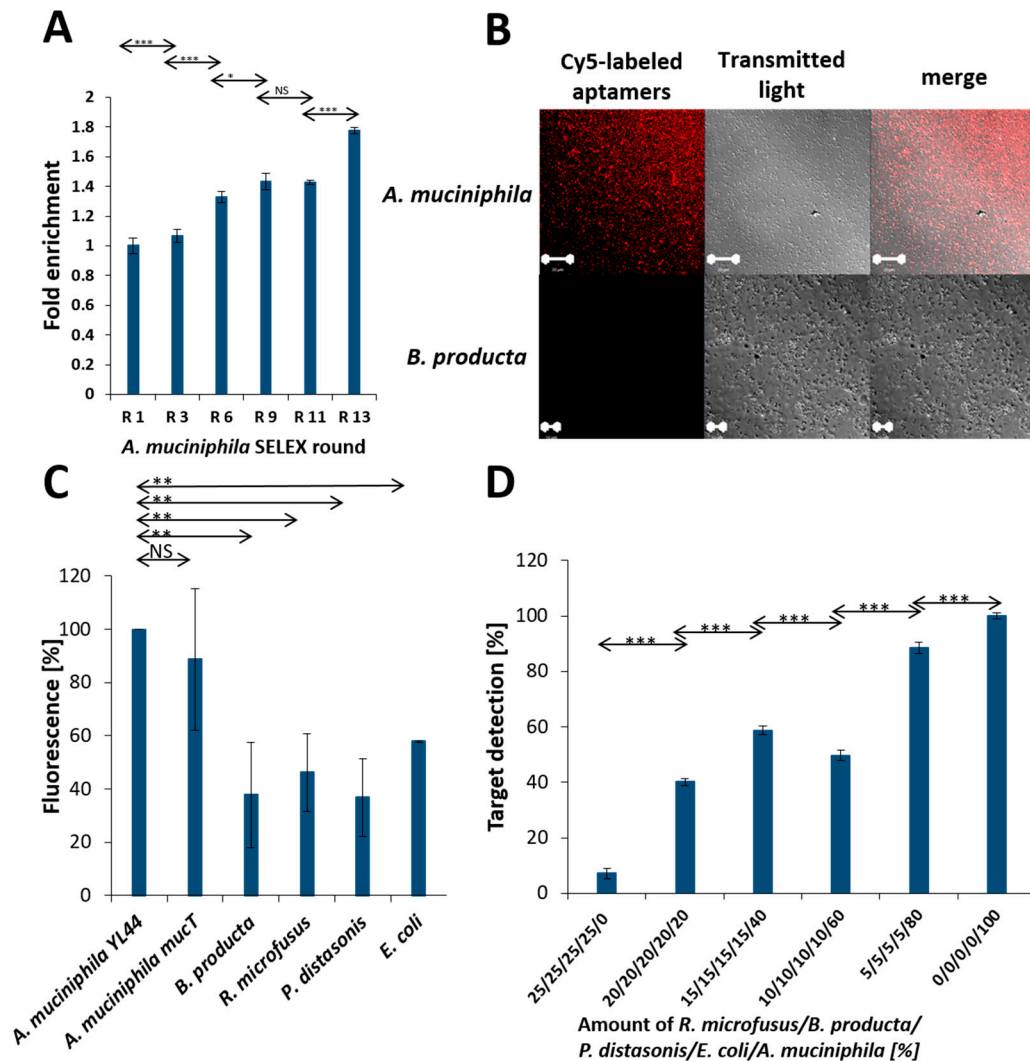 A
***
***
*
NS
***
2
1.8
1.6
1.4
1.2
1
0.8
0.6
0.4
0.2
0
Fold enrichment
R 1 R 3 R 6 R 9 R 11 R 13
A. muciniphila SELEX round
B
Cy5-labeled
aptamers
Transmitted
light
merge
A. muciniphila
B. producta
C
**
**
**
**
NS
120
100
80
60
40
20
0
Fluorescence [%]
A. muciniphila YL44
A. muciniphila mucT
B. producta
R. microfusus
P. distasonis
E. coli
D
***
***
***
***
***
120
100
80
60
40
20
0
Target detection [%]
25/25/25/25/0
20/20/20/20/20
15/15/15/15/40
10/10/10/10/60
5/5/5/5/80
0/0/0/0/100
Amount of R. microfusus/B. producta/
P. distasonis/E. coli/A. muciniphila [%]